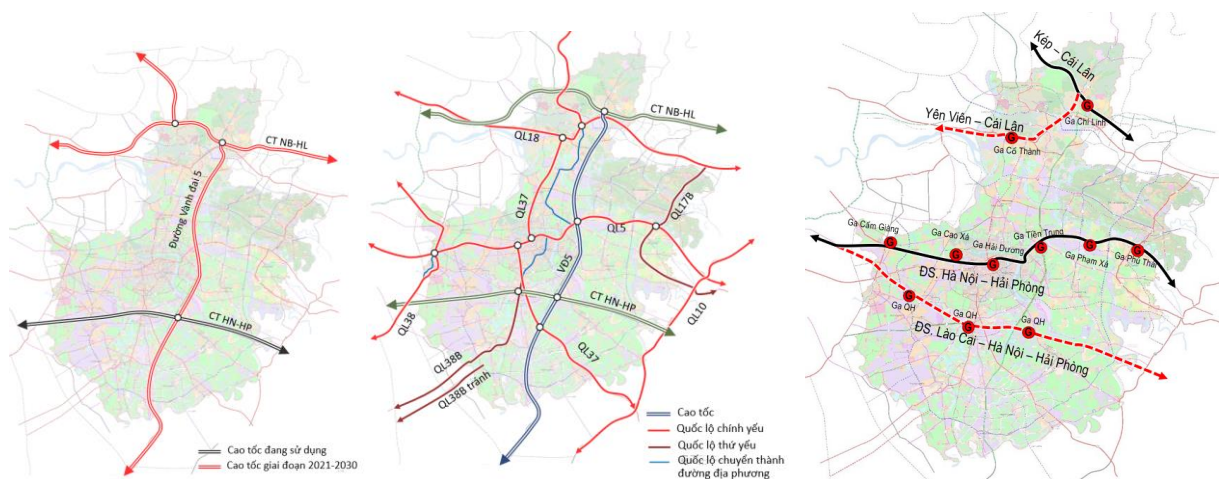 CT NB-HL
Đường Vành đai 5
CT HN-HP
Cao tốc đang sử dụng
Cao tốc giai đoạn 2021-2030
CT NB-HL
QL18
QL37
QL17B
QL5
VĐ5
CT HN-HP
QL38
QL10
QL37
QL38B
QL38B tránh
Cao tốc
Quốc lộ chính yếu
Quốc lộ thứ yếu
Quốc lộ chuyển thành
đường địa phương
Kép – Cái Lân
G
Ga Chí Linh
Yên Viên – Cái Lân
G
Ga Cổ Thành
Ga Cẩm Giàng
G
Ga Cao Xá
G
Ga Hải Dương
G
Ga Tiền Trung
G
Ga Phạm Xá
G
Ga Phú Thái
G
ĐS. Hà Nội – Hải Phòng
G
Ga QH
Ga QH
G
Ga QH
G
ĐS. Lào Cai – Hà Nội – Hải Phòng